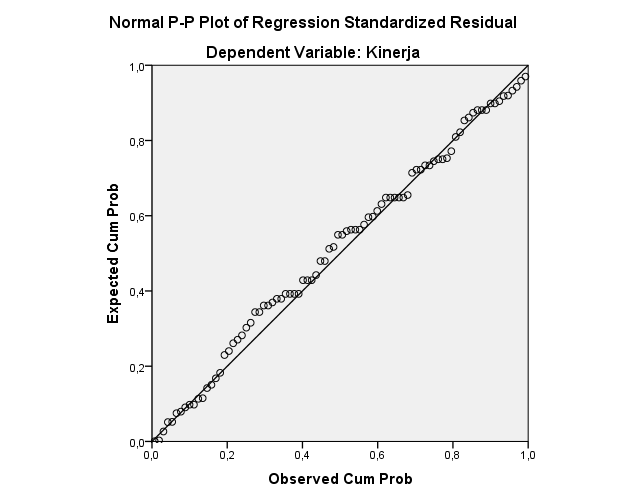 Normal P-P Plot of Regression Standardized Residual
Dependent Variable: Kinerja
1,0
0,8
0,6
0,4
0,2
0,0
Expected Cum Prob
0,0 0,2 0,4 0,6 0,8 1,0
Observed Cum Prob